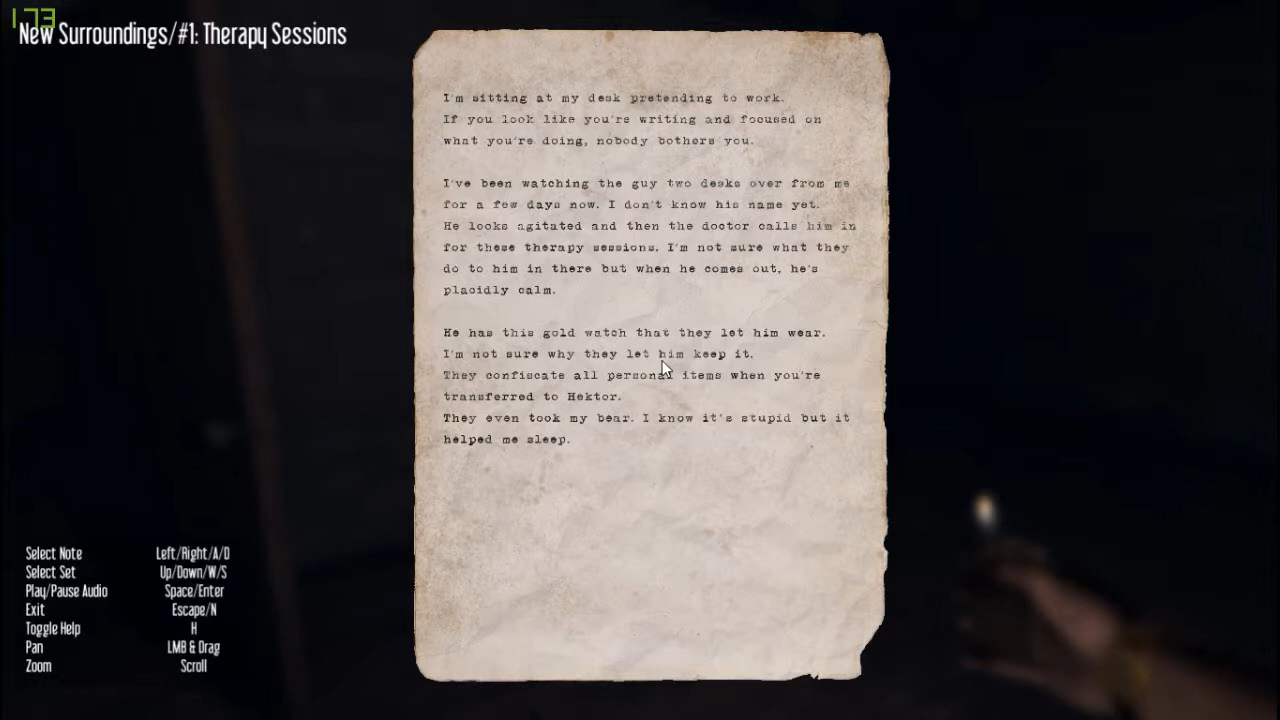 173
New Surroundings/#1: Therapy Sessions
I'm sitting at my desk pretending to work.
If you look like you're writing and focused on
what you're doing, nobody bothers you.
I've been watching the guy two desks over from me
for a few days now. I don't know his name yet.
He looks agitated and then the doctor calls him in
for these therapy sessions. I'm not sure what they
do to him in there but when he comes out, he's
placidly calm.
He has this gold watch that they let him wear.
I'm not sure why they let him keep it.
They confiscate all personal items when you're
transferred to Hektor.
They even took my bear. I know it's stupid but it
helped me sleep.
Select Note Left/Right/A/D
Select Set Up/Down/W/S
Play/Pause Audio Space/Enter
Exit Escape/N
Toggle Help H
Pan LMB & Drag
Zoom Scroll